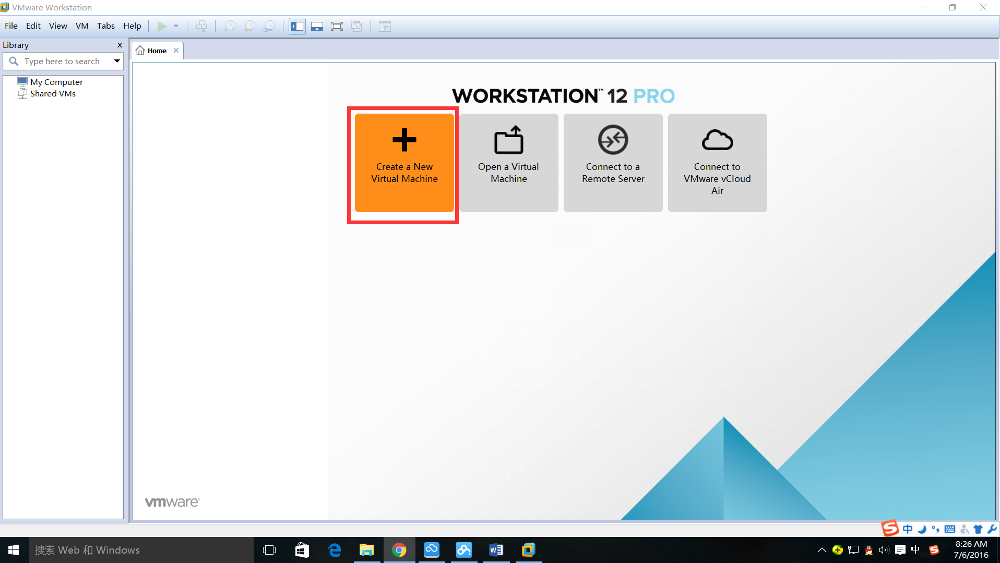 VMware Workstation
File Edit View VM Tabs Help
Library
Type here to search
My Computer
Shared VMs
Home
WORKSTATION™ 12 PRO
Create a New
Virtual Machine
Open a Virtual
Machine
Connect to a
Remote Server
Connect to
VMware vCloud
Air
vmware
中
搜索 Web 和 Windows
中
8:26 AM
7/6/2016